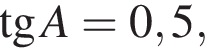 tg A = 0,5,